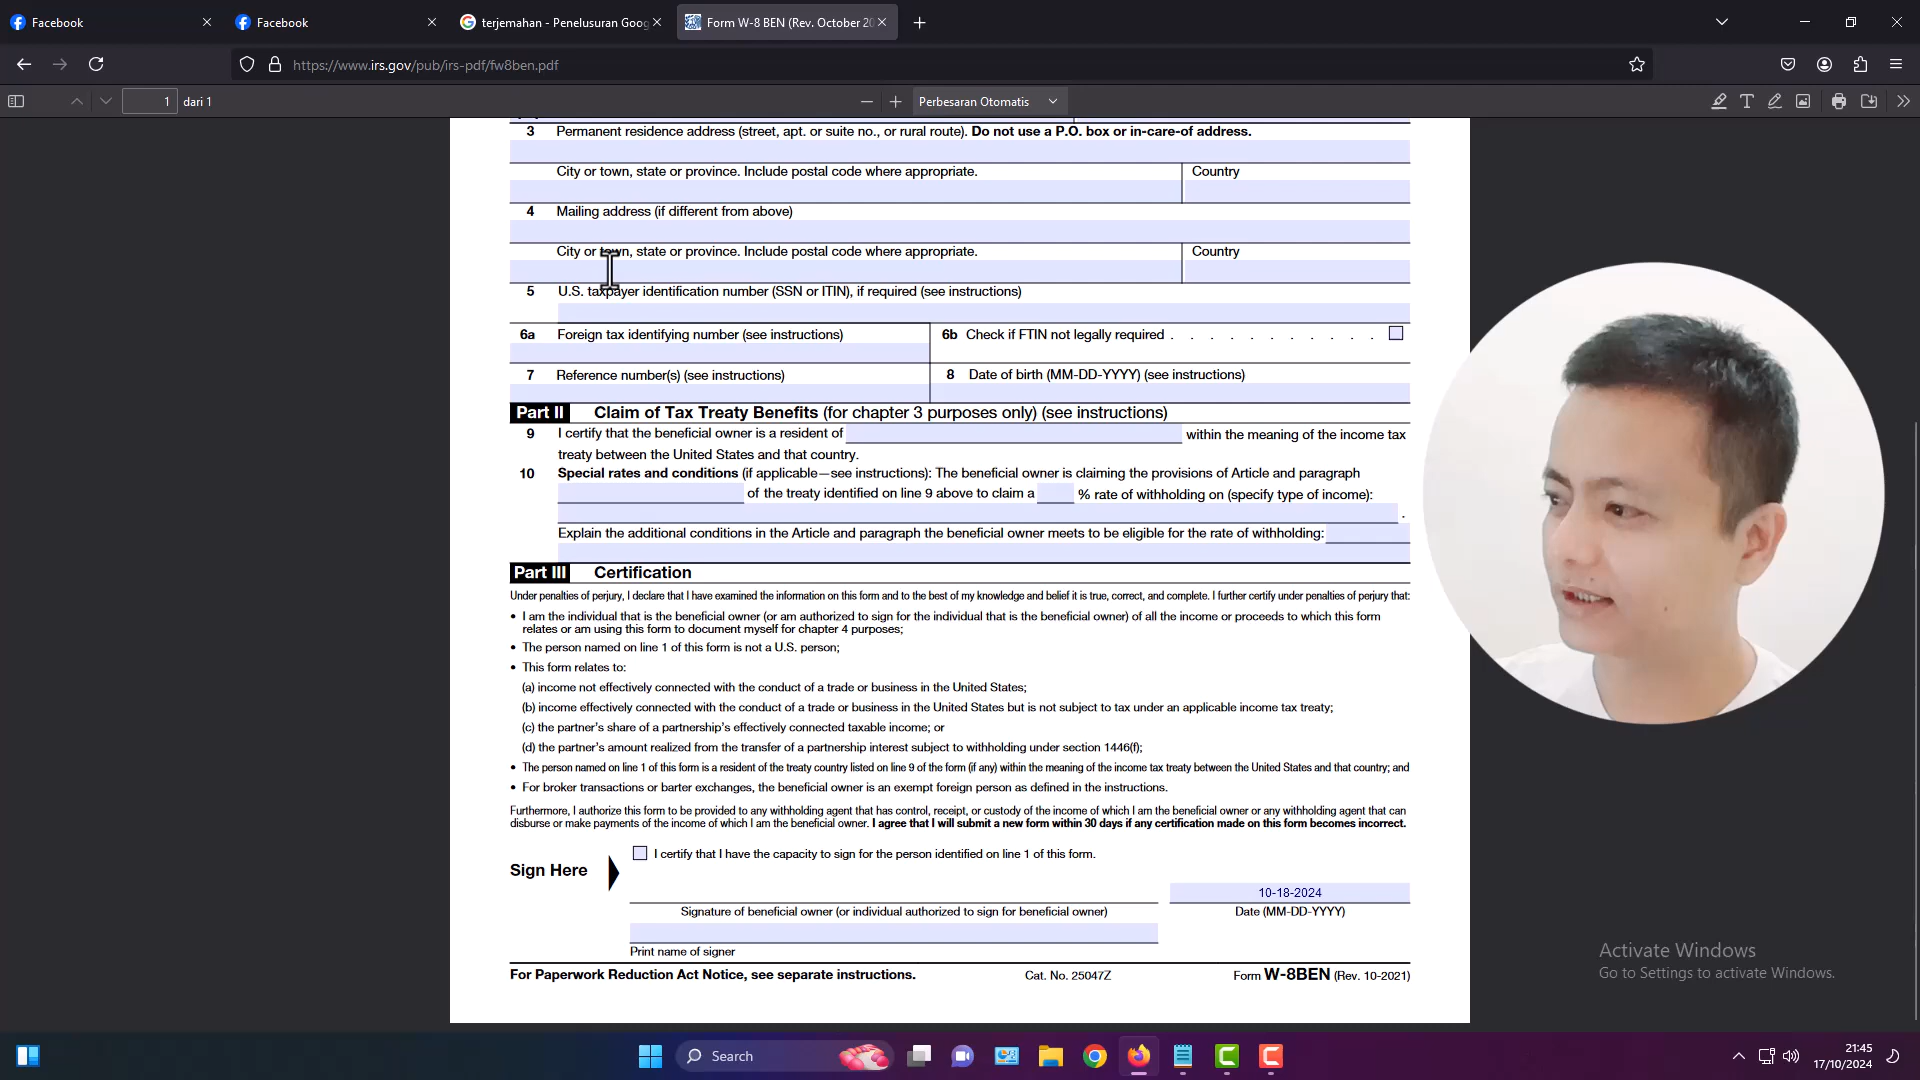 Facebook
Facebook
terjemahan - Penelusuran Goog
Form W-8 BEN (Rev. October 20
https://www.irs.gov/pub/irs-pdf/fw8ben.pdf
1 dari 1
Perbesaran Otomatis
3 Permanent residence address (street, apt. or suite no., or rural route). Do not use a P.O. box or in-care-of address.
City or town, state or province. Include postal code where appropriate. Country
4 Mailing address (if different from above)
City or town, state or province. Include postal code where appropriate. Country
5 U.S. taxpayer identification number (SSN or ITIN), if required (see instructions)
6a Foreign tax identifying number (see instructions) 6b Check if FTIN not legally required . . . . . . . . . . .
7 Reference number(s) (see instructions) 8 Date of birth (MM-DD-YYYY) (see instructions)
Part II Claim of Tax Treaty Benefits (for chapter 3 purposes only) (see instructions)
9 I certify that the beneficial owner is a resident of within the meaning of the income tax
treaty between the United States and that country.
10 Special rates and conditions (if applicable—see instructions): The beneficial owner is claiming the provisions of Article and paragraph
of the treaty identified on line 9 above to claim a % rate of withholding on (specify type of income):
.
Explain the additional conditions in the Article and paragraph the beneficial owner meets to be eligible for the rate of withholding:
Part III Certification
Under penalties of perjury, I declare that I have examined the information on this form and to the best of my knowledge and belief it is true, correct, and complete. I further certify under penalties of perjury that:
• I am the individual that is the beneficial owner (or am authorized to sign for the individual that is the beneficial owner) of all the income or proceeds to which this form
relates or am using this form to document myself for chapter 4 purposes;
• The person named on line 1 of this form is not a U.S. person;
• This form relates to:
(a) income not effectively connected with the conduct of a trade or business in the United States;
(b) income effectively connected with the conduct of a trade or business in the United States but is not subject to tax under an applicable income tax treaty;
(c) the partner's share of a partnership's effectively connected taxable income; or
(d) the partner's amount realized from the transfer of a partnership interest subject to withholding under section 1446(f);
• The person named on line 1 of this form is a resident of the treaty country listed on line 9 of the form (if any) within the meaning of the income tax treaty between the United States and that country; and
• For broker transactions or barter exchanges, the beneficial owner is an exempt foreign person as defined in the instructions.
Furthermore, I authorize this form to be provided to any withholding agent that has control, receipt, or custody of the income of which I am the beneficial owner or any withholding agent that can
disburse or make payments of the income of which I am the beneficial owner. I agree that I will submit a new form within 30 days if any certification made on this form becomes incorrect.
I certify that I have the capacity to sign for the person identified on line 1 of this form.
Sign Here
10-18-2024
Signature of beneficial owner (or individual authorized to sign for beneficial owner) Date (MM-DD-YYYY)
Print name of signer
For Paperwork Reduction Act Notice, see separate instructions. Cat. No. 25047Z Form W-8BEN (Rev. 10-2021)
Activate Windows
Go to Settings to activate Windows.
Search
21:45
17/10/2024